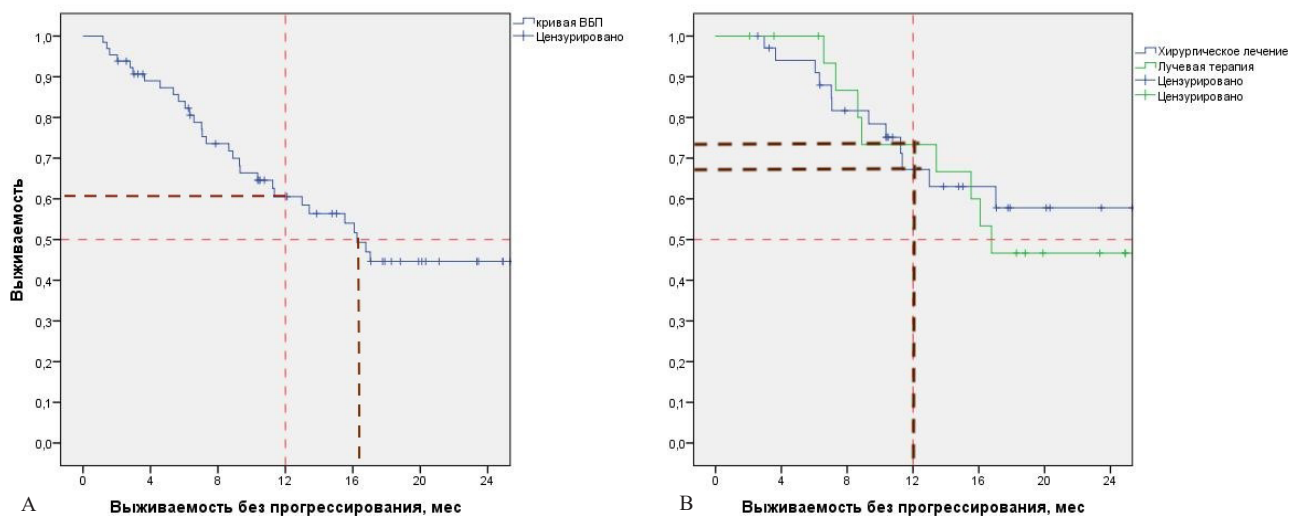 кривая ВБП
Цензурировано
1,0
0,9
0,8
0,7
0,6
0,5
0,4
0,3
0,2
0,1
0,0
Выживаемость
0 4 8 12 16 20 24
A Выживаемость без прогрессирования, мес
Хирургическое лечение
Лучевая терапия
Цензурировано
Цензурировано
1,0
0,9
0,8
0,7
0,6
0,5
0,4
0,3
0,2
0,1
0,0
Выживаемость
0 4 8 12 16 20 24
B Выживаемость без прогрессирования, мес